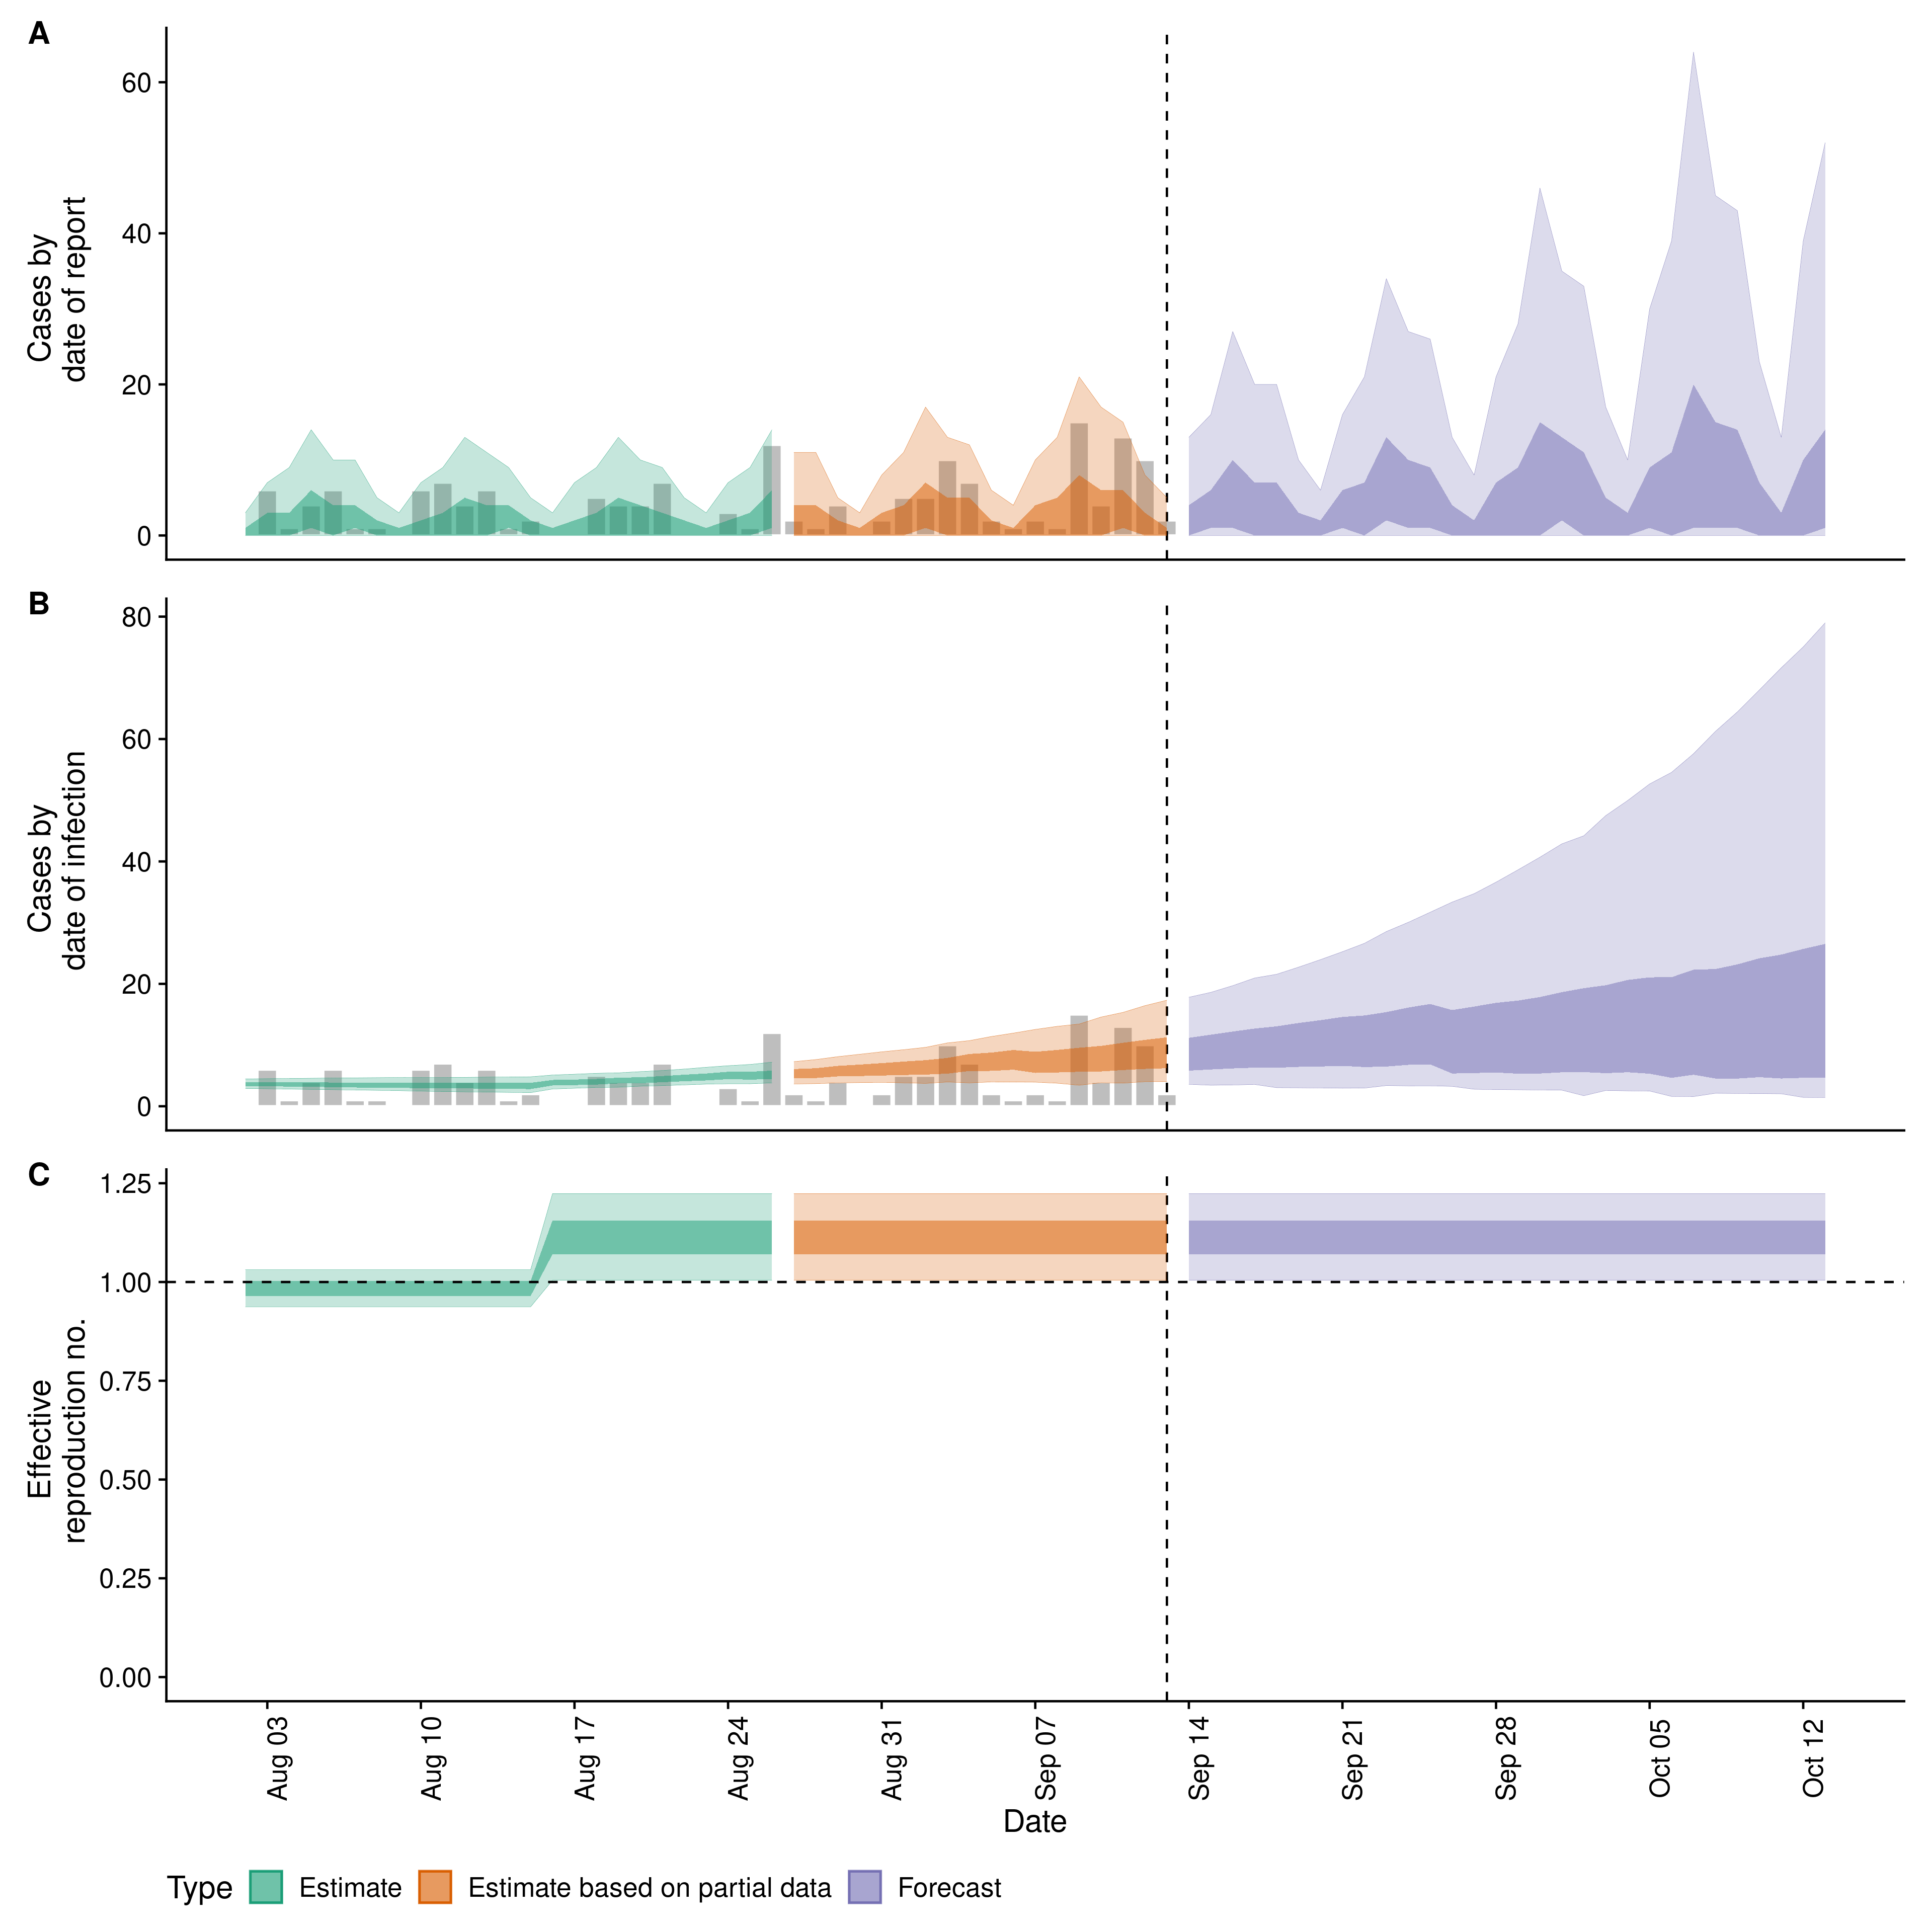 A
Cases by
date of report
60
40
20
0
B
Cases by
date of infection
80
60
40
20
0
C
Effective
reproduction no.
1.25
1.00
0.75
0.50
0.25
0.00
Aug 03
Aug 10
Aug 17
Aug 24
Aug 31
Sep 07
Sep 14
Sep 21
Sep 28
Oct 05
Oct 12
Date
Type Estimate Estimate based on partial data Forecast